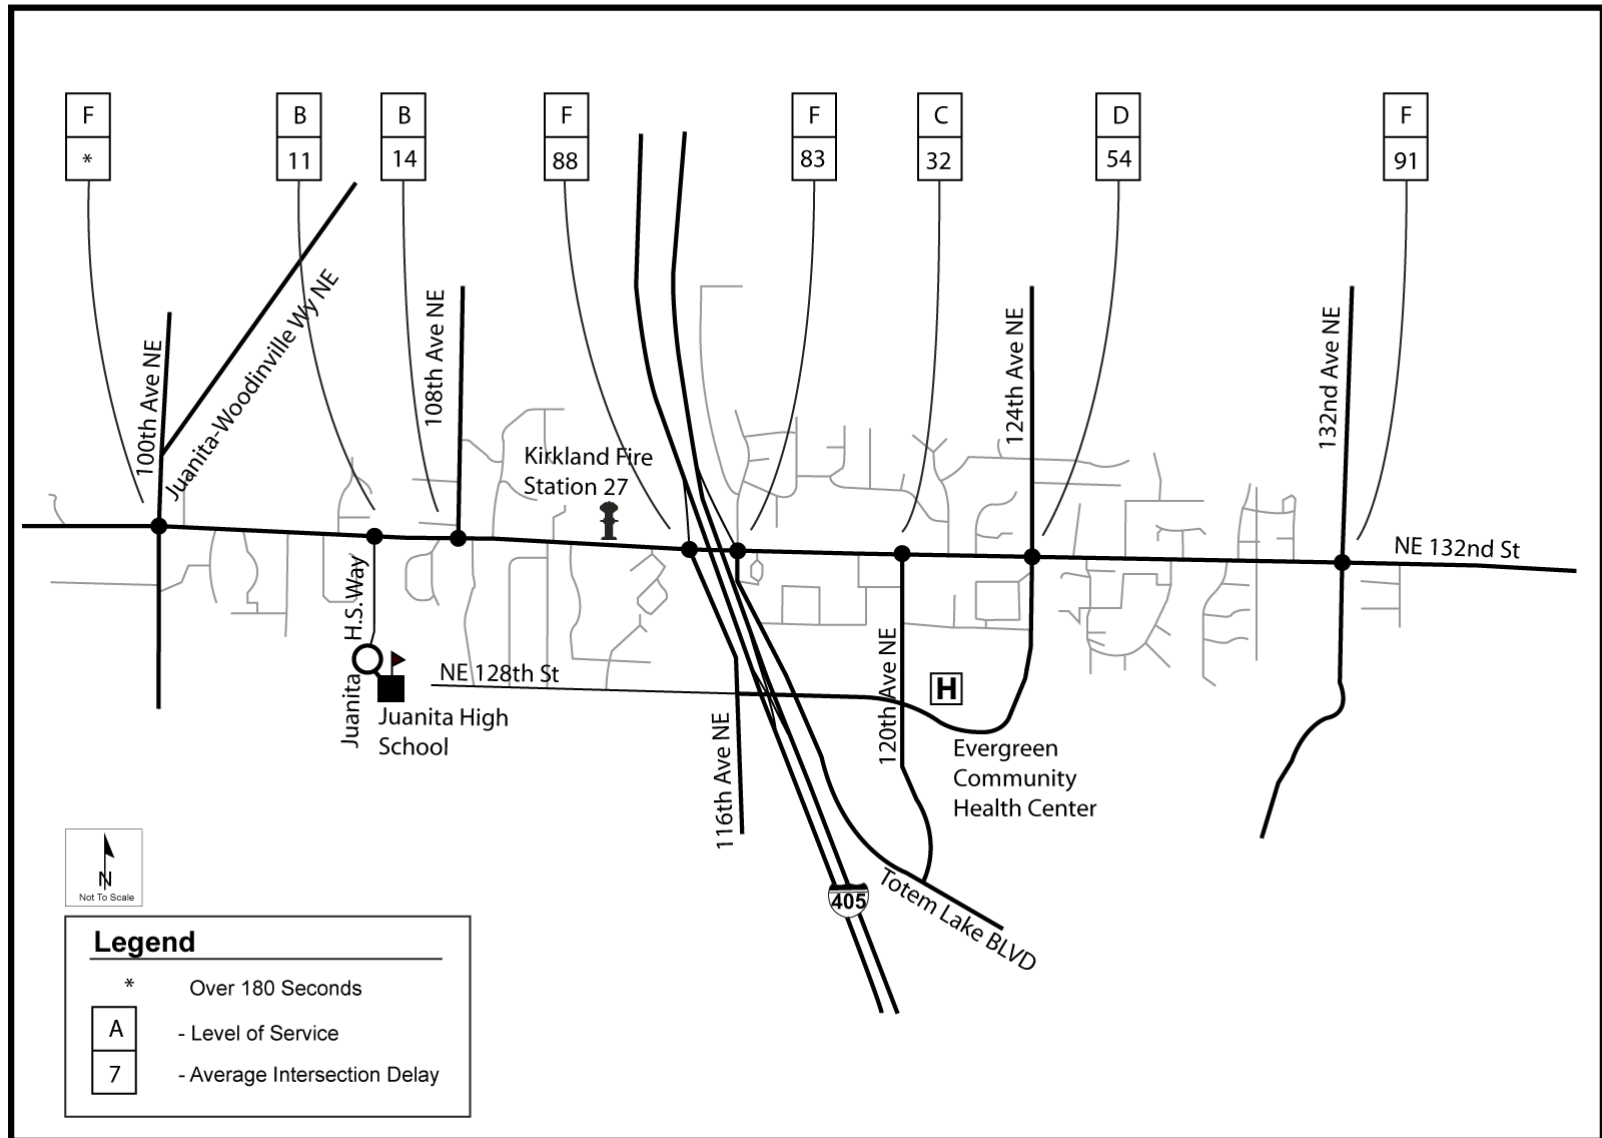 F
B
B
F
F
C
D
F
*
11
14
88
83
32
54
91
100th Ave NE
Juanita-Woodinville Wy NE
108th Ave NE
124th Ave NE
132nd Ave NE
Kirkland Fire
Station 27
NE 132nd St
Juanita H.S.Way
NE 128th St
Juanita High
School
116th Ave NE
120th Ave NE
H
Evergreen
Community
Health Center
405
Totem Lake BLVD
N
Not To Scale
Legend
* Over 180 Seconds
A - Level of Service
7 - Average Intersection Delay